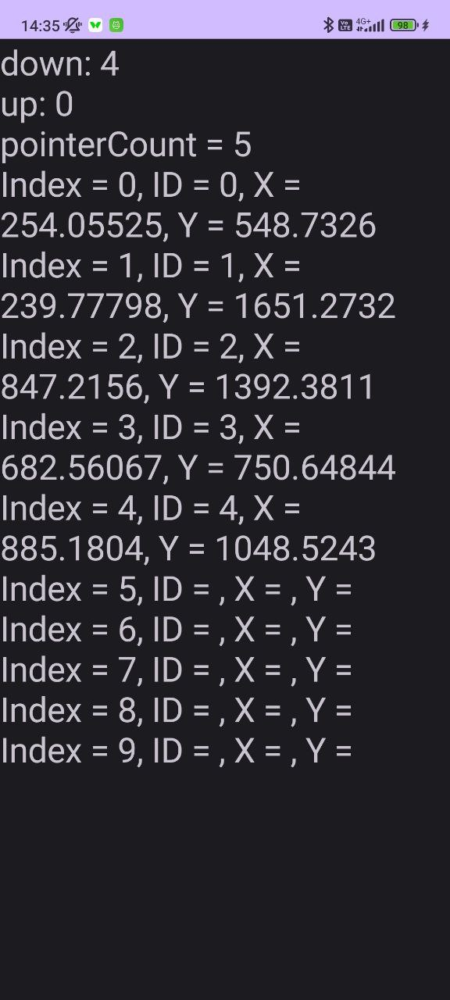 14:35 Vo LTE 4G+ 98
down: 4
up: 0
pointerCount = 5
Index = 0, ID = 0, X =
254.05525, Y = 548.7326
Index = 1, ID = 1, X =
239.77798, Y = 1651.2732
Index = 2, ID = 2, X =
847.2156, Y = 1392.3811
Index = 3, ID = 3, X =
682.56067, Y = 750.64844
Index = 4, ID = 4, X =
885.1804, Y = 1048.5243
Index = 5, ID = , X = , Y =
Index = 6, ID = , X = , Y =
Index = 7, ID = , X = , Y =
Index = 8, ID = , X = , Y =
Index = 9, ID = , X = , Y =